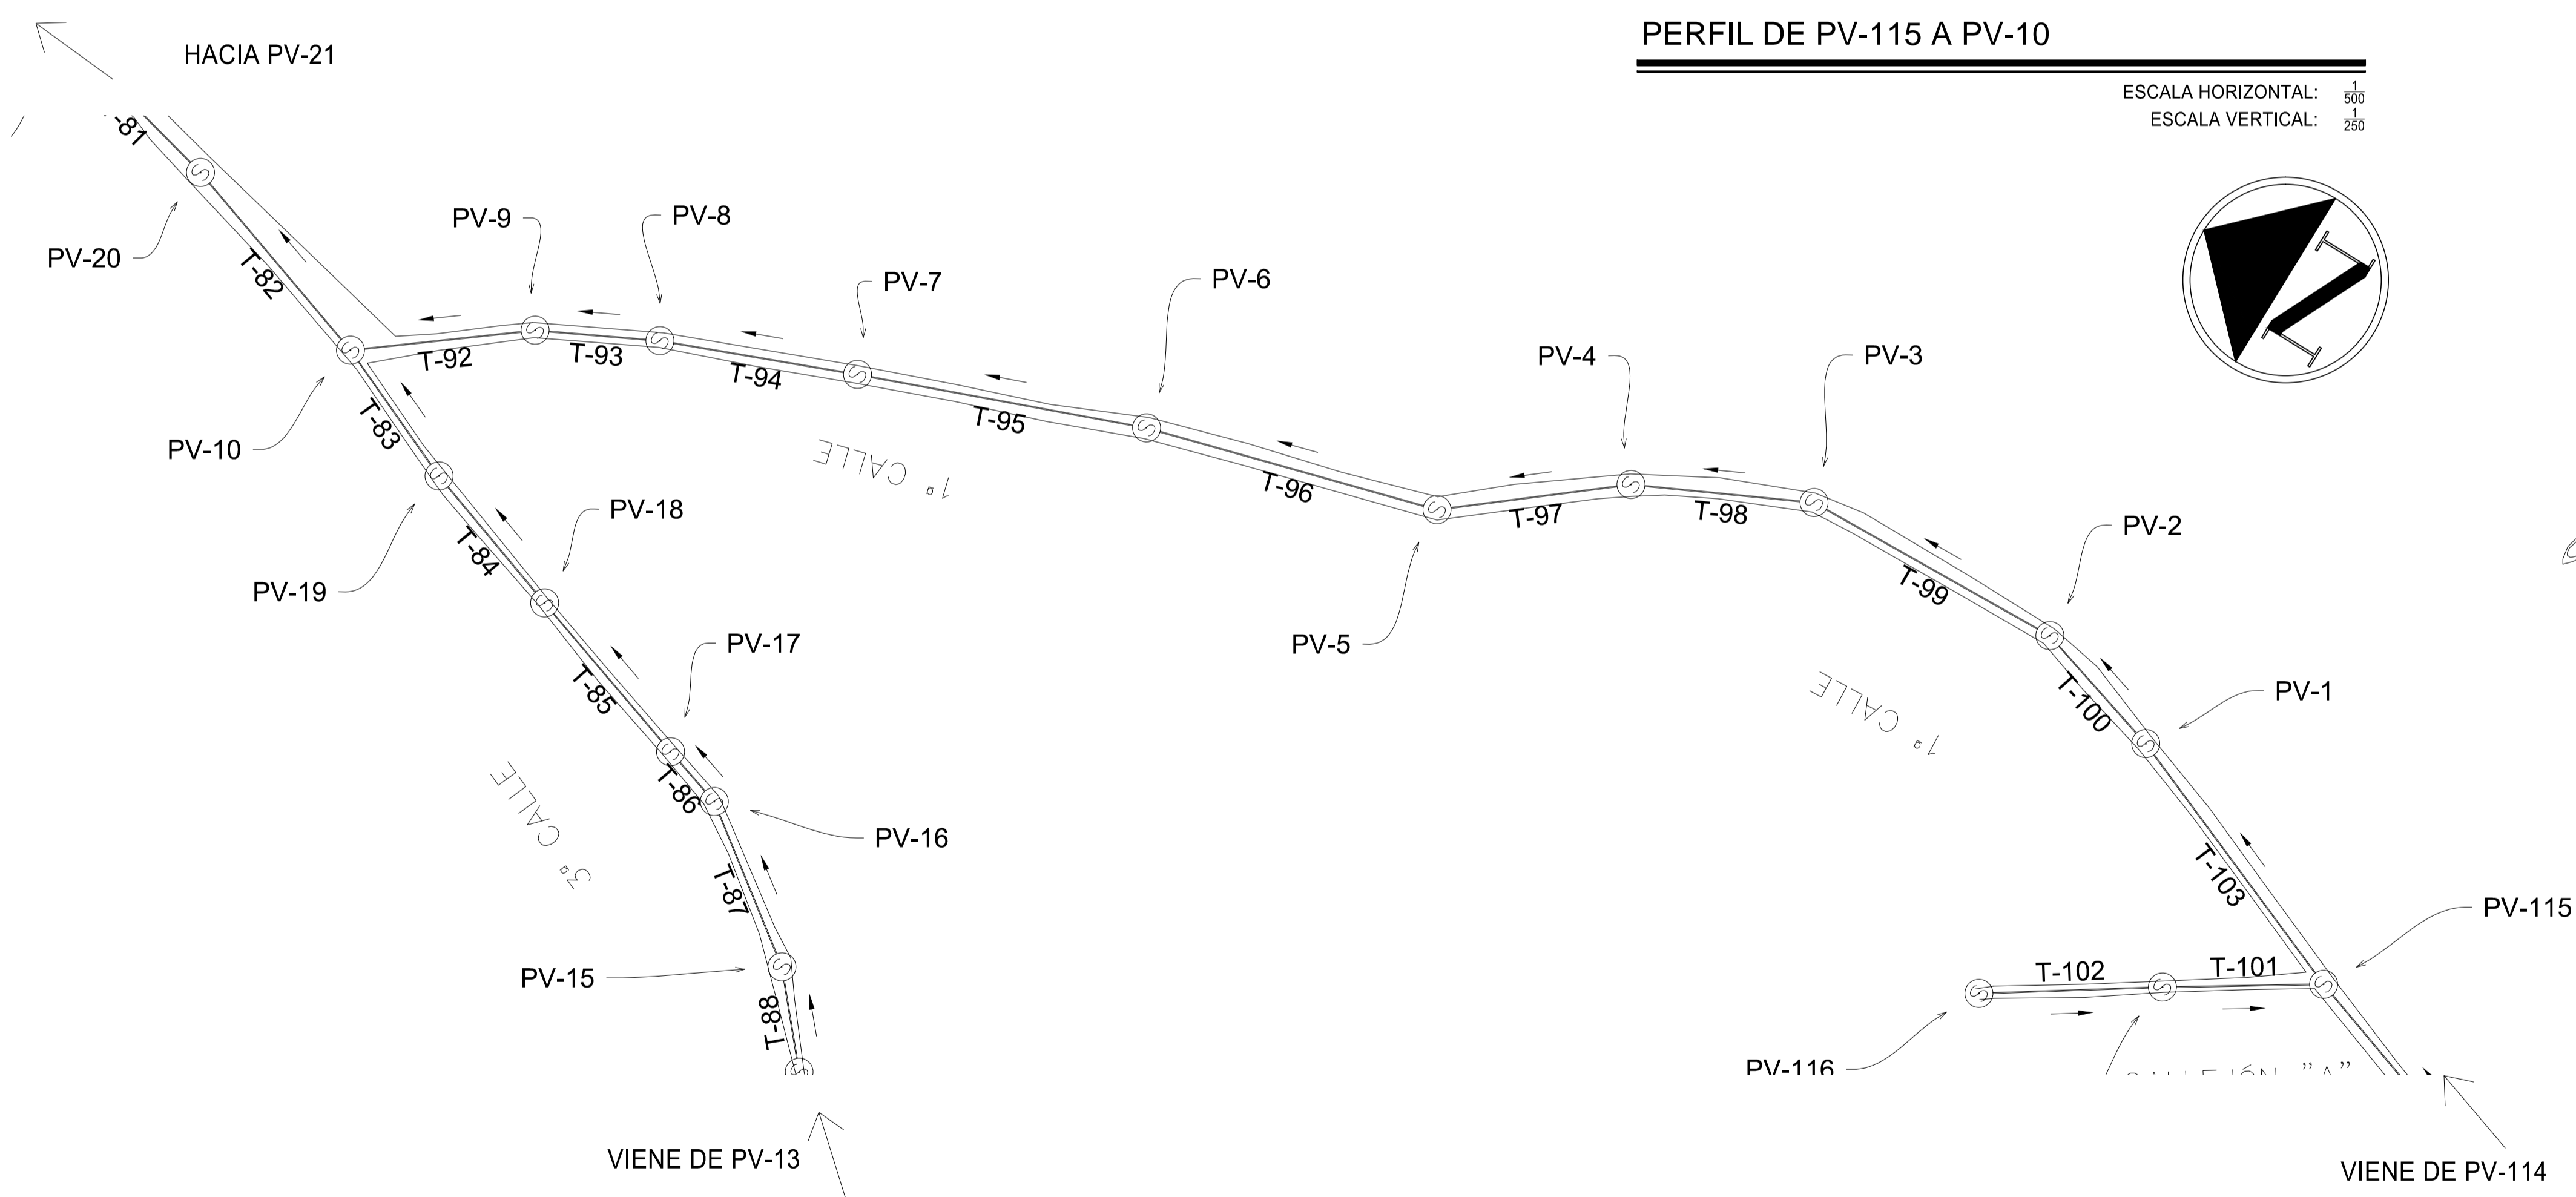 HACIA PV-21
PERFIL DE PV-115 A PV-10
ESCALA HORIZONTAL: 1/500
ESCALA VERTICAL: 1/250
-81
PV-20
T-82
PV-9
PV-8
PV-7
PV-6
PV-4
PV-3
T-92
T-93
T-94
T-95
T-96
T-97
T-98
PV-10
T-83
1ª CALLE
PV-2
T-99
PV-18
T-84
PV-19
PV-17
PV-5
T-85
1ª CALLE
T-100
PV-1
T-86
3ª CALLE
PV-16
T-87
T-103
PV-115
PV-15
T-88
T-102
T-101
PV-116
CALLEJÓN "A"
VIENE DE PV-13
VIENE DE PV-114